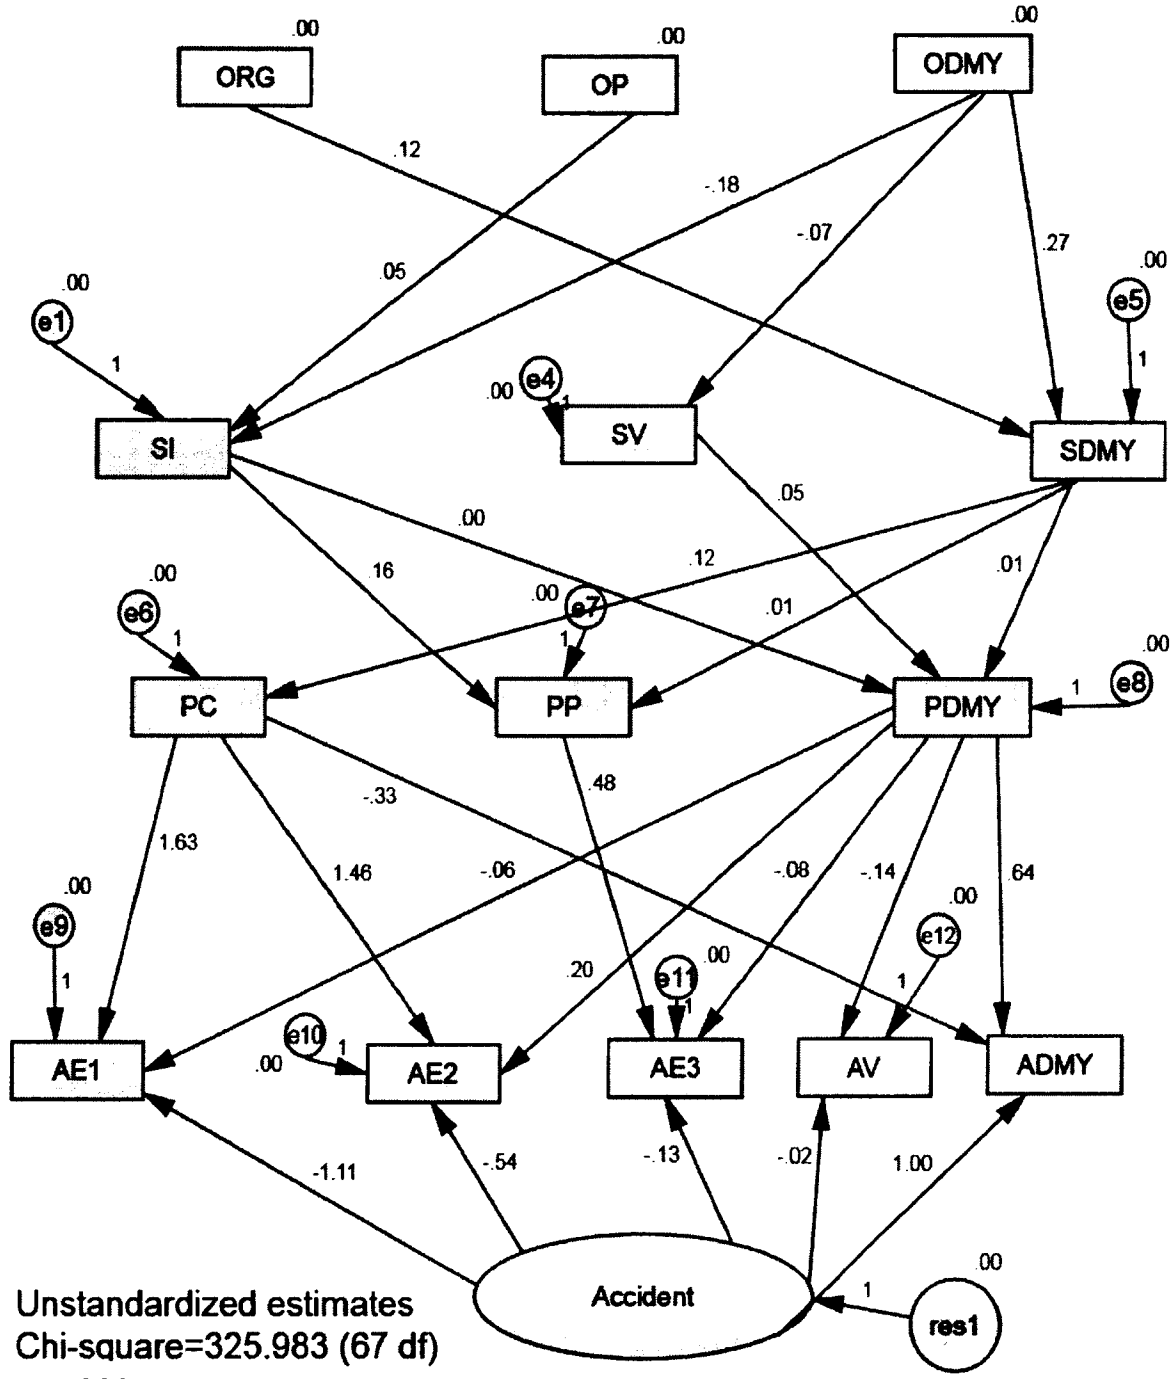 .00
.00
.00
ORG
OP
ODMY
.12
-.18
-.07
.27
.05
.00
e1
1
.00
e5
1
.00
e4
1
SI
SV
SDMY
.00
.05
.12
.01
.16
.01
.00
e6
1
.00
e7
1
.00
e8
1
PC
PP
PDMY
-.33
.48
1.63
1.46
-.06
-.08
-.14
.64
.00
e9
1
.00
e12
1
.20
.00
e11
1
e10
1
.00
AE1
AE2
AE3
AV
ADMY
-1.11
-.54
-.13
-.02
1.00
Accident
.00
1
res1
Unstandardized estimates
Chi-square=325.983 (67 df)